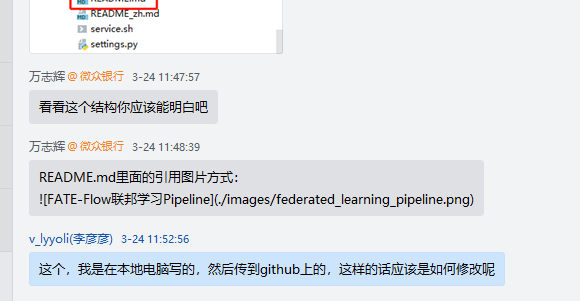 README.md
README_zh.md
service.sh
settings.py
万志辉@微众银行 3-24 11:47:57
看看这个结构你应该能明白吧
万志辉@微众银行 3-24 11:48:39
README.md里面的引用图片方式：
![FATE-Flow联邦学习Pipeline](./images/federated_learning_pipeline.png)
v_lyyoli(李彦彦) 3-24 11:52:56
这个，我是在本地电脑写的，然后传到github上的，这样的话应该是如何修改呢